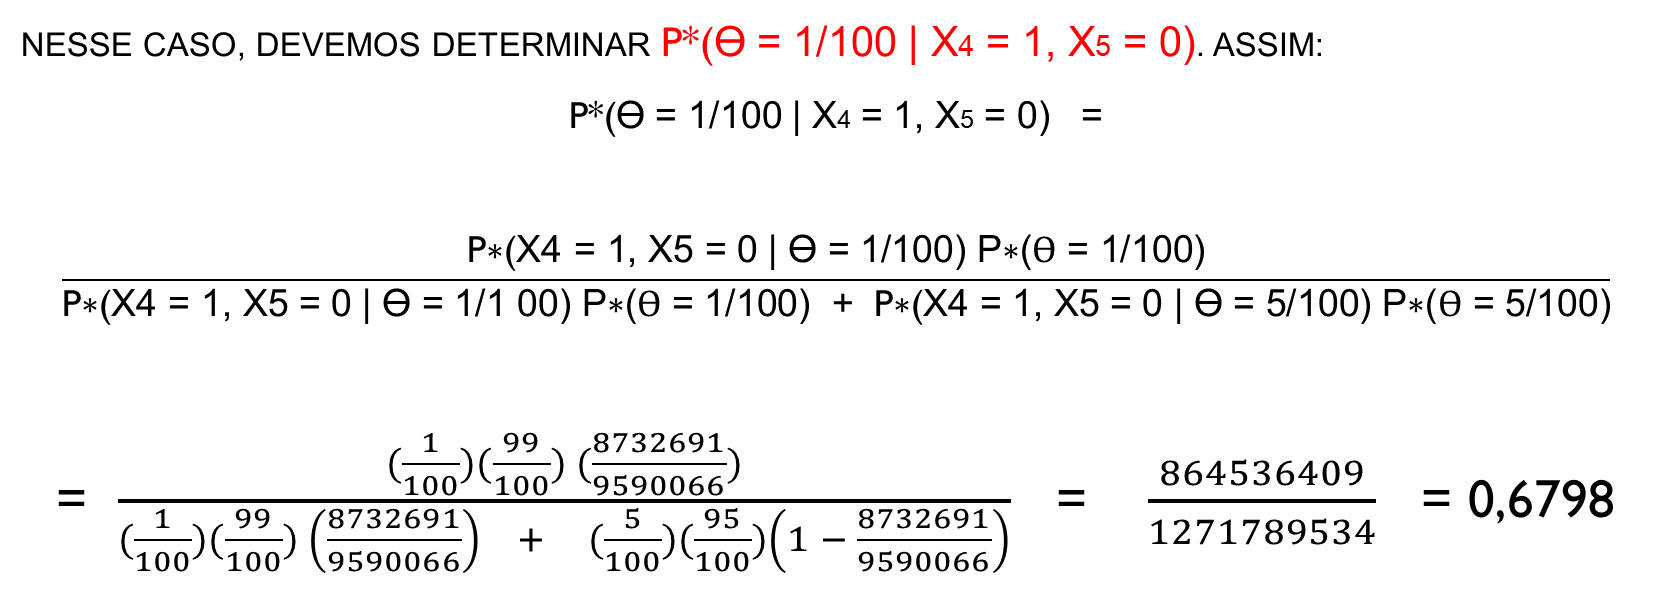 NESSE CASO, DEVEMOS DETERMINAR P*(Ɵ = 1/100 | X4 = 1, X5 = 0). ASSIM:
P*(Ɵ = 1/100 | X4 = 1, X5 = 0) =
P*(X4 = 1, X5 = 0 | Ɵ = 1/100) P*(Ɵ = 1/100)
P*(X4 = 1, X5 = 0 | Ɵ = 1/1 00) P*(Ɵ = 1/100) + P*(X4 = 1, X5 = 0 | Ɵ = 5/100) P*(Ɵ = 5/100)
(1/100)(99/100) (8732691/9590066)
= (1/100)(99/100) (8732691/9590066) + (5/100)(95/100)(1 − 8732691/9590066) = 864536409/1271789534 = 0,6798